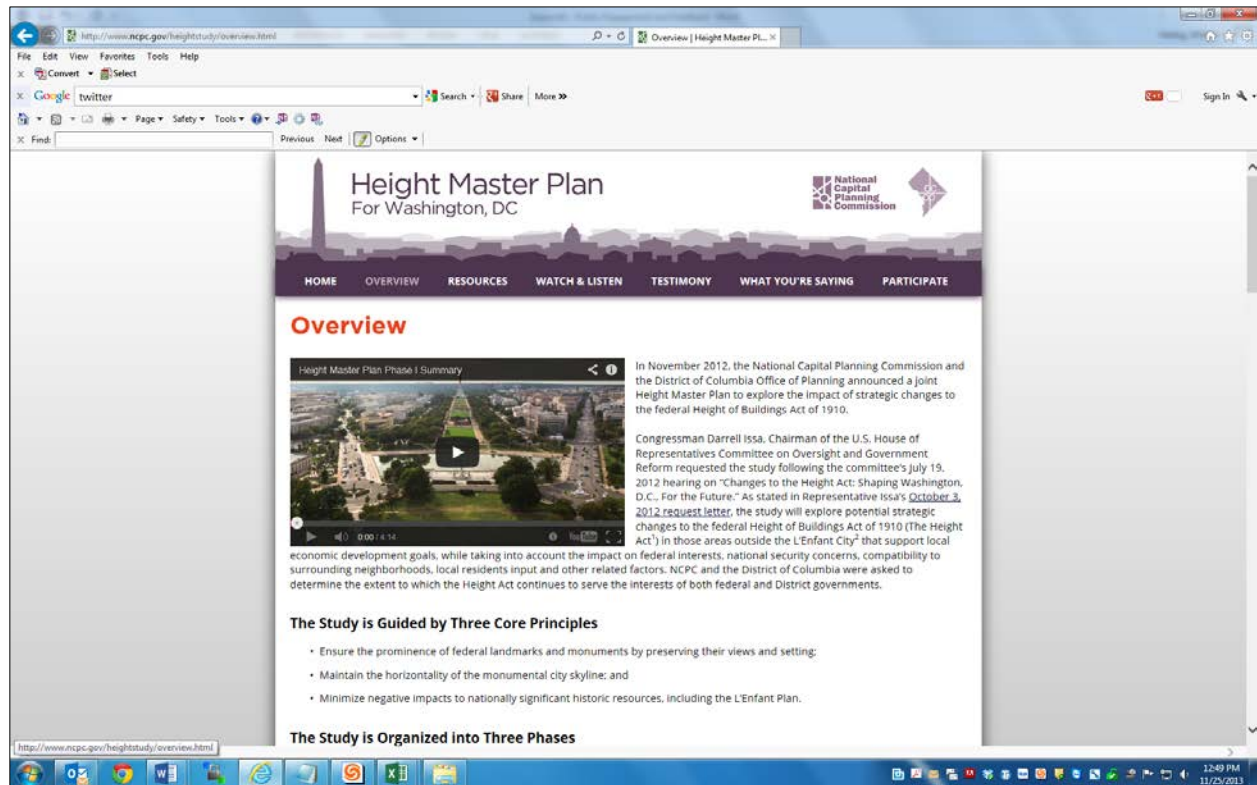 http://www.ncpc.gov/heightstudy/overview.html
Overview | Height Master Pl...
File Edit View Favorites Tools Help
Convert Select
Google twitter Search Share More »
Sign In
Page Safety Tools
Find: Previous Next Options
Height Master Plan
For Washington, DC
National
Capital
Planning
Commission
HOME OVERVIEW RESOURCES WATCH & LISTEN TESTIMONY WHAT YOU'RE SAYING PARTICIPATE
Overview
Height Master Plan Phase I Summary
0:00 / 4:14
YouTube
In November 2012, the National Capital Planning Commission and
the District of Columbia Office of Planning announced a joint
Height Master Plan to explore the impact of strategic changes to
the federal Height of Buildings Act of 1910.
Congressman Darrell Issa, Chairman of the U.S. House of
Representatives Committee on Oversight and Government
Reform requested the study following the committee's July 19,
2012 hearing on "Changes to the Height Act: Shaping Washington,
D.C., For the Future." As stated in Representative Issa's October 3,
2012 request letter, the study will explore potential strategic
changes to the federal Height of Buildings Act of 1910 (The Height
Act¹) in those areas outside the L'Enfant City² that support local
economic development goals, while taking into account the impact on federal interests, national security concerns, compatibility to
surrounding neighborhoods, local residents input and other related factors. NCPC and the District of Columbia were asked to
determine the extent to which the Height Act continues to serve the interests of both federal and District governments.
The Study is Guided by Three Core Principles
• Ensure the prominence of federal landmarks and monuments by preserving their views and setting;
• Maintain the horizontality of the monumental city skyline; and
• Minimize negative impacts to nationally significant historic resources, including the L'Enfant Plan.
The Study is Organized into Three Phases
http://www.ncpc.gov/heightstudy/overview.html
12:49 PM
11/25/2013